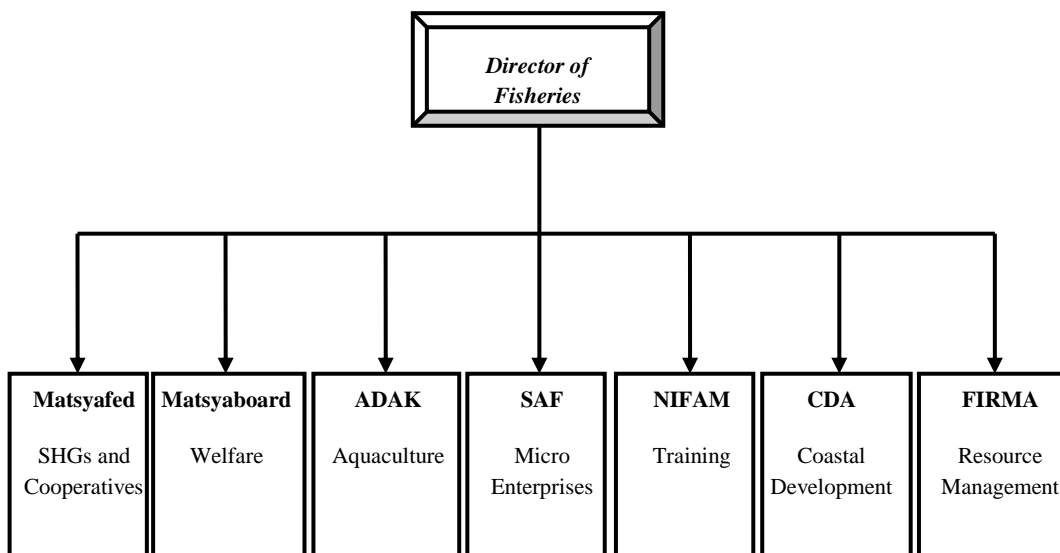 Director of
Fisheries
Matsyafed
SHGs and
Cooperatives
Matsyaboard
Welfare
ADAK
Aquaculture
SAF
Micro
Enterprises
NIFAM
Training
CDA
Coastal
Development
FIRMA
Resource
Management